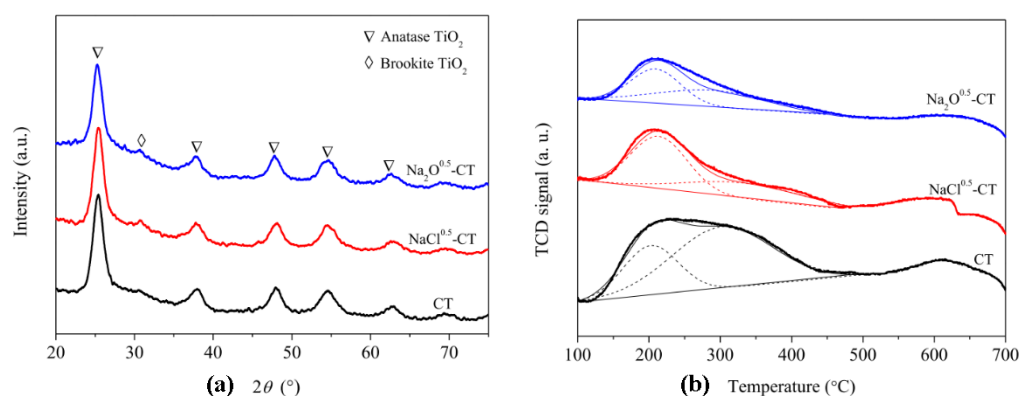 ▽ Anatase TiO₂
◊ Brookite TiO₂
Na₂O⁰·⁵-CT
NaCl⁰·⁵-CT
CT
Intensity (a.u.)
20 30 40 50 60 70
(a) 2θ (°)
Na₂O⁰·⁵-CT
NaCl⁰·⁵-CT
CT
TCD signal (a. u.)
100 200 300 400 500 600 700
(b) Temperature (°C)